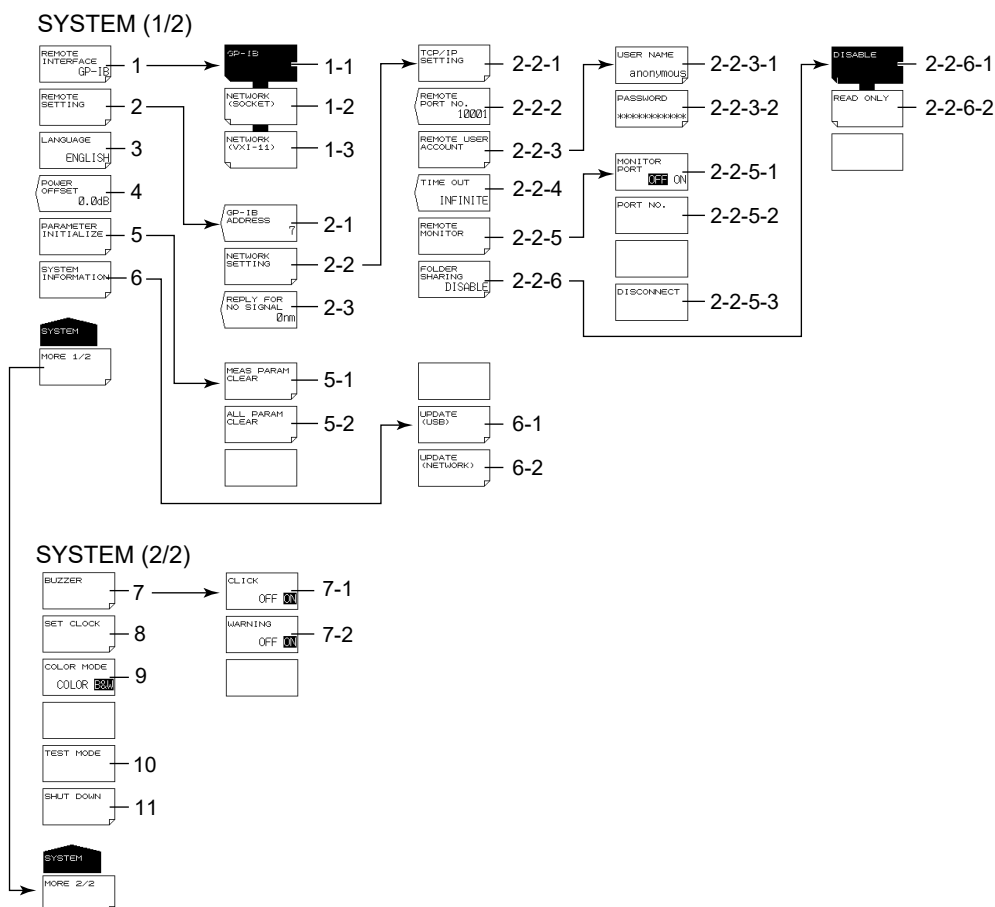 SYSTEM (1/2)
REMOTE
INTERFACE
GP-IB
1
REMOTE
SETTING
2
LANGUAGE
ENGLISH
3
POWER
OFFSET
0.0dB
4
PARAMETER
INITIALIZE
5
SYSTEM
INFORMATION
6
SYSTEM
MORE 1/2
GP-IB
1-1
NETWORK
(SOCKET)
1-2
NETWORK
(VXI-11)
1-3
GP-IB
ADDRESS
7
2-1
NETWORK
SETTING
2-2
REPLY FOR
NO SIGNAL
0nm
2-3
MEAS PARAM
CLEAR
5-1
ALL PARAM
CLEAR
5-2
TCP/IP
SETTING
2-2-1
REMOTE
PORT NO.
10001
2-2-2
REMOTE USER
ACCOUNT
2-2-3
TIME OUT
INFINITE
2-2-4
REMOTE
MONITOR
2-2-5
FOLDER
SHARING
DISABLE
2-2-6
UPDATE
(USB)
6-1
UPDATE
(NETWORK)
6-2
USER NAME
anonymous
2-2-3-1
PASSWORD
***********
2-2-3-2
MONITOR
PORT
OFF ON
2-2-5-1
PORT NO.
2-2-5-2
DISCONNECT
2-2-5-3
DISABLE
2-2-6-1
READ ONLY
2-2-6-2
SYSTEM (2/2)
BUZZER
7
SET CLOCK
8
COLOR MODE
COLOR B&W
9
TEST MODE
10
SHUT DOWN
11
SYSTEM
MORE 2/2
CLICK
OFF ON
7-1
WARNING
OFF ON
7-2